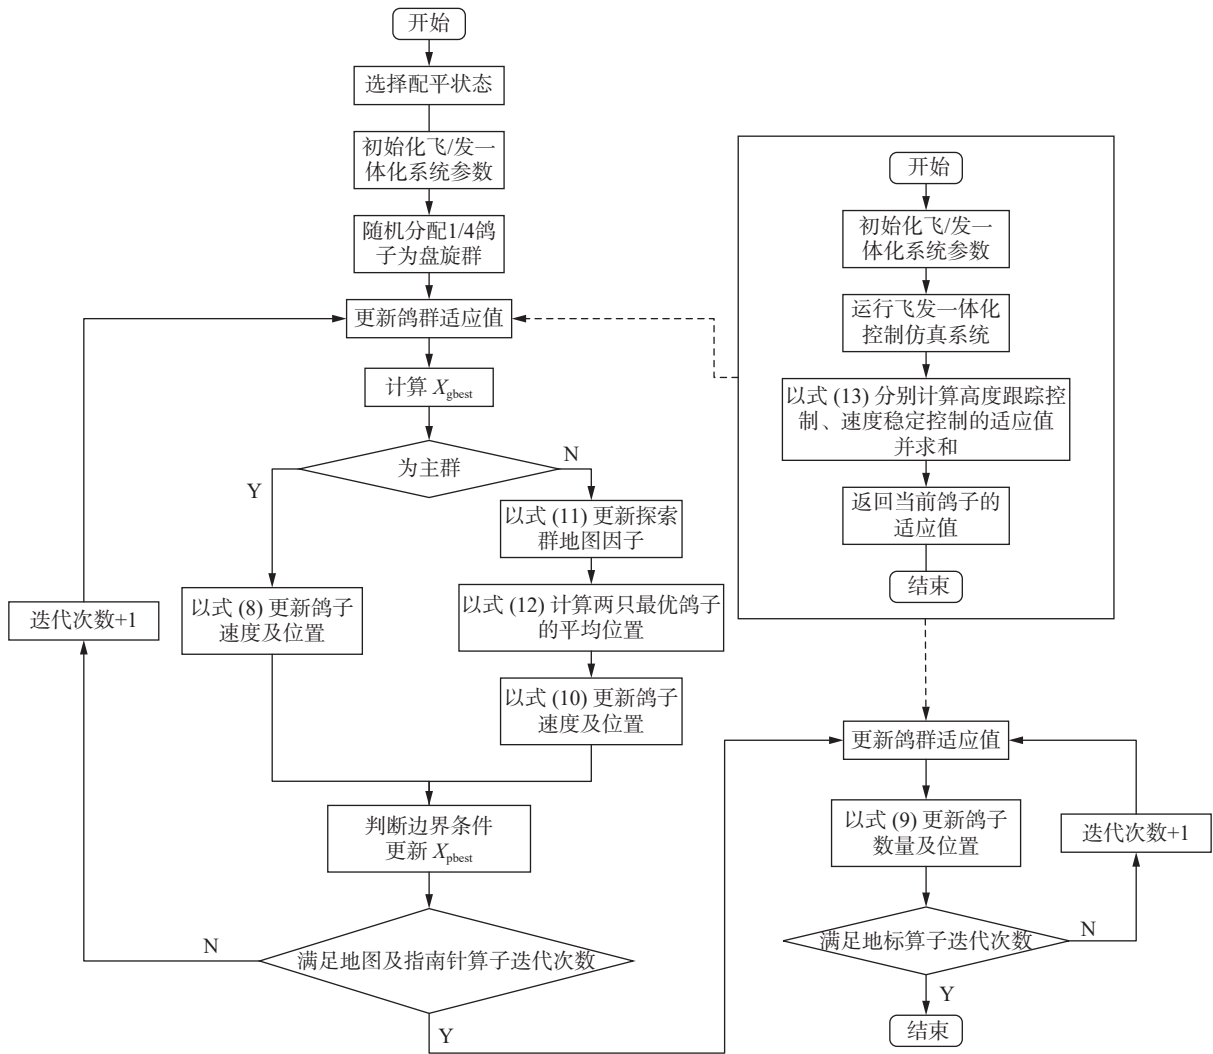 开始
选择配平状态
初始化飞/发一
体化系统参数
随机分配1/4鸽
子为盘旋群
更新鸽群适应值
计算 Xgbest
为主群
Y
N
以式 (11) 更新探索
群地图因子
以式 (12) 计算两只最优鸽子
的平均位置
以式 (10) 更新鸽子
速度及位置
以式 (8) 更新鸽子
速度及位置
迭代次数+1
判断边界条件
更新 Xpbest
满足地图及指南针算子迭代次数
N
Y
开始
初始化飞/发一
体化系统参数
运行飞发一体化
控制仿真系统
以式 (13) 分别计算高度跟踪控
制、速度稳定控制的适应值
并求和
返回当前鸽子的
适应值
结束
更新鸽群适应值
以式 (9) 更新鸽子
数量及位置
迭代次数+1
满足地标算子迭代次数
N
Y
结束